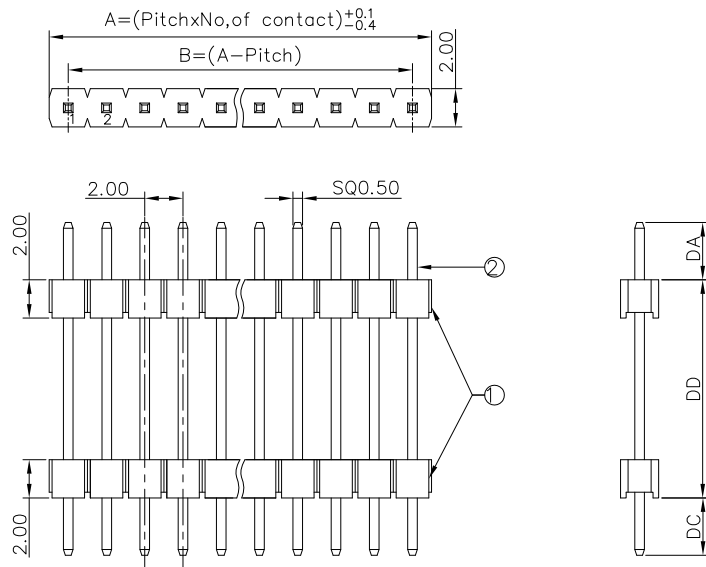 A=(PitchxNo,of contact)+0.1 -0.4
B=(A-Pitch)
2.00
1
2
2.00
SQ0.50
2.00
DA
2
DD
1
2.00
DC